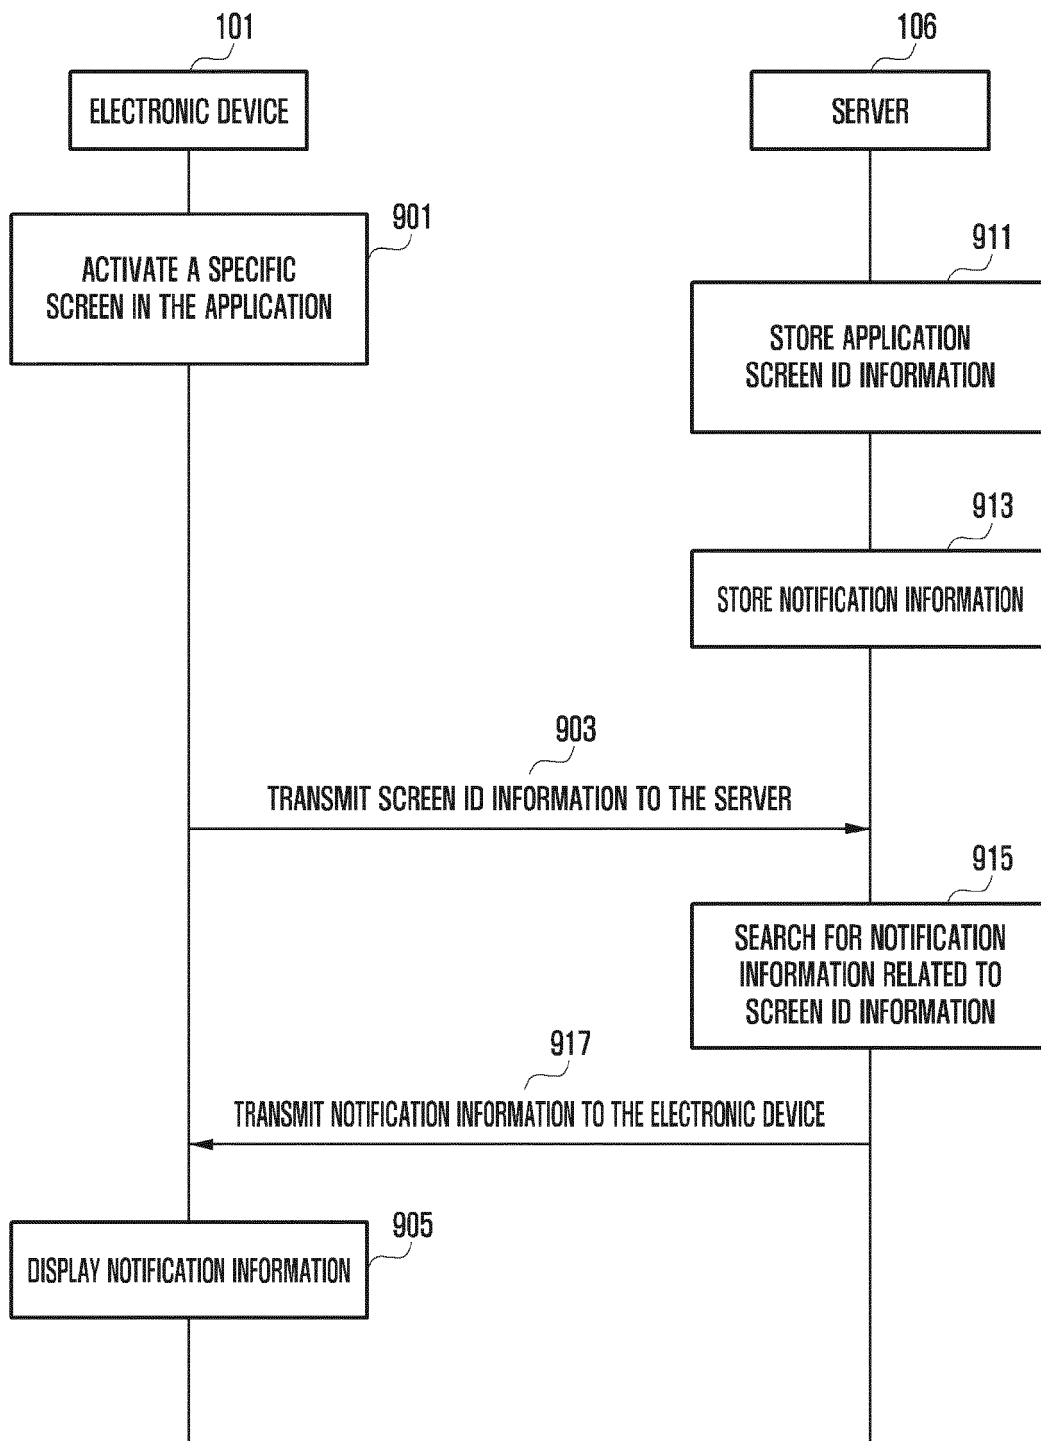 101
106
ELECTRONIC DEVICE
SERVER
901
ACTIVATE A SPECIFIC
SCREEN IN THE APPLICATION
911
STORE APPLICATION
SCREEN ID INFORMATION
913
STORE NOTIFICATION INFORMATION
903
TRANSMIT SCREEN ID INFORMATION TO THE SERVER
915
SEARCH FOR NOTIFICATION
INFORMATION RELATED TO
SCREEN ID INFORMATION
917
TRANSMIT NOTIFICATION INFORMATION TO THE ELECTRONIC DEVICE
905
DISPLAY NOTIFICATION INFORMATION